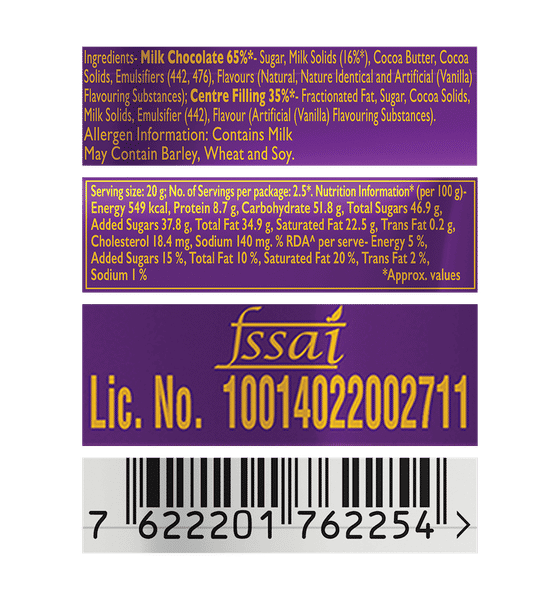 Ingredients- Milk Chocolate 65%*- Sugar, Milk Solids (16%*), Cocoa Butter, Cocoa
Solids, Emulsifiers (442, 476), Flavours (Natural, Nature Identical and Artificial (Vanilla)
Flavouring Substances); Centre Filling 35%*- Fractionated Fat, Sugar, Cocoa Solids,
Milk Solids, Emulsifier (442), Flavour (Artificial (Vanilla) Flavouring Substances).
Allergen Information: Contains Milk
May Contain Barley, Wheat and Soy.
Serving size: 20 g; No. of Servings per package: 2.5*. Nutrition Information* (per 100 g)-
Energy 549 kcal, Protein 8.7 g, Carbohydrate 51.8 g, Total Sugars 46.9 g,
Added Sugars 37.8 g, Total Fat 34.9 g, Saturated Fat 22.5 g, Trans Fat 0.2 g,
Cholesterol 18.4 mg, Sodium 140 mg. % RDA^ per serve- Energy 5 %,
Added Sugars 15 %, Total Fat 10 %, Saturated Fat 20 %, Trans Fat 2 %,
Sodium 1 % *Approx. values
fssai
Lic. No. 10014022002711
7 622201 762254 >